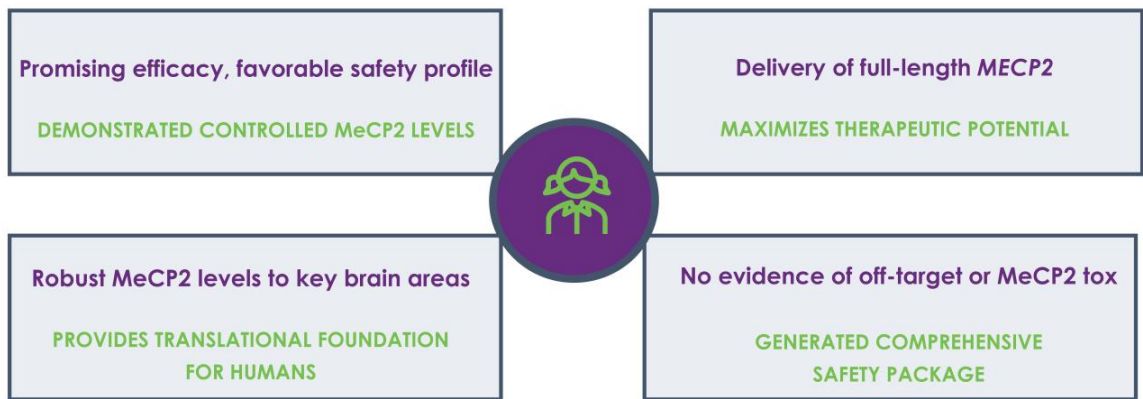 Promising efficacy, favorable safety profile
DEMONSTRATED CONTROLLED MeCP2 LEVELS
Delivery of full-length MECP2
MAXIMIZES THERAPEUTIC POTENTIAL
Robust MeCP2 levels to key brain areas
PROVIDES TRANSLATIONAL FOUNDATION
FOR HUMANS
No evidence of off-target or MeCP2 tox
GENERATED COMPREHENSIVE
SAFETY PACKAGE